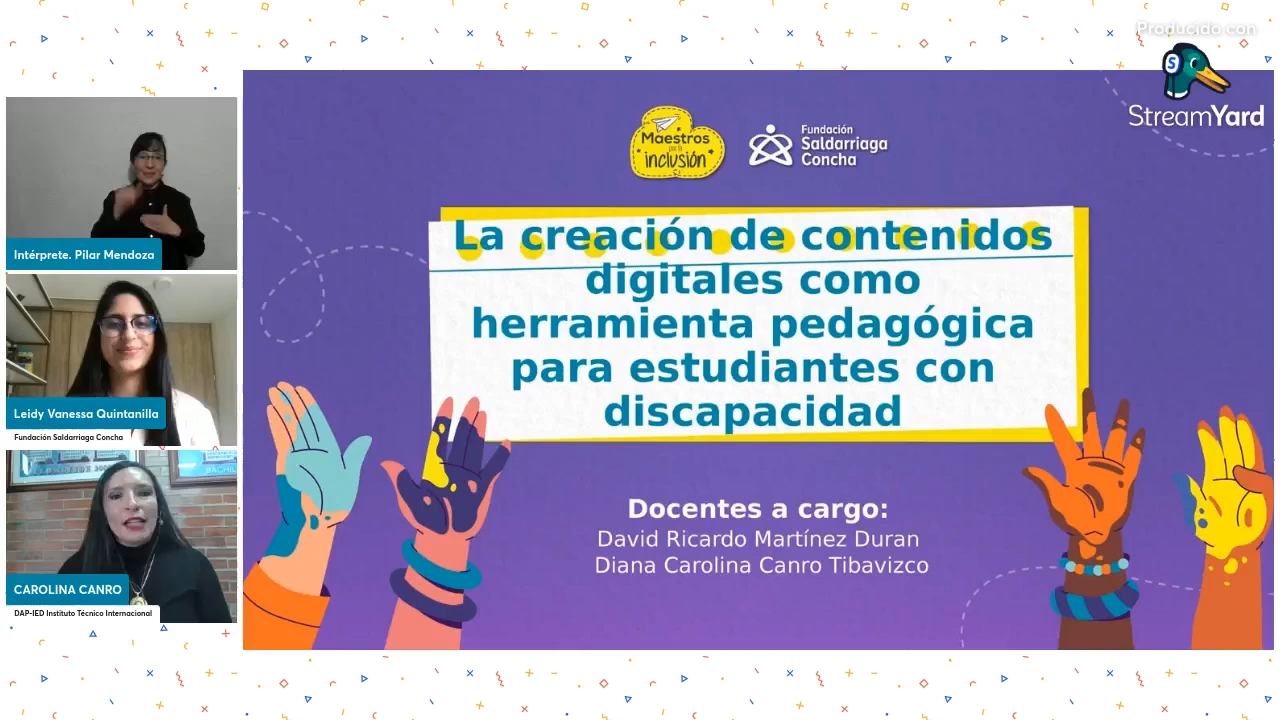 Producido con
StreamYard
Maestros
por la
inclusión
Fundación
Saldarriaga
Concha
La creación de contenidos
digitales como
herramienta pedagógica
para estudiantes con
discapacidad
Docentes a cargo:
David Ricardo Martínez Duran
Diana Carolina Canro Tibavizco
Intérprete. Pilar Mendoza
Leidy Vanessa Quintanilla
Fundación Saldarriaga Concha
CAROLINA CANRO
DAP-IED Instituto Técnico Internacional